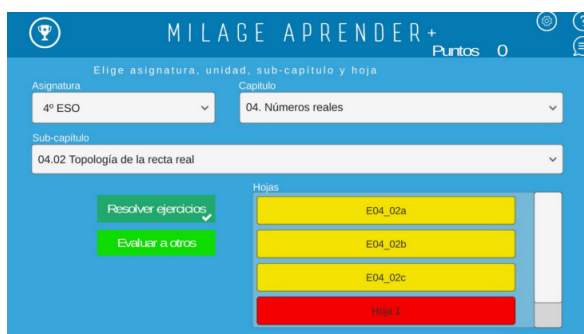 MILAGE APRENDER+
Puntos 0
Elige asignatura, unidad, sub-capítulo y hoja
Asignatura
Capitulo
4º ESO
04. Números reales
Sub-capítulo
04.02 Topología de la recta real
Hojas
Resolver ejercicios
E04_02a
Evaluar a otros
E04_02b
E04_02c
Hoja 1